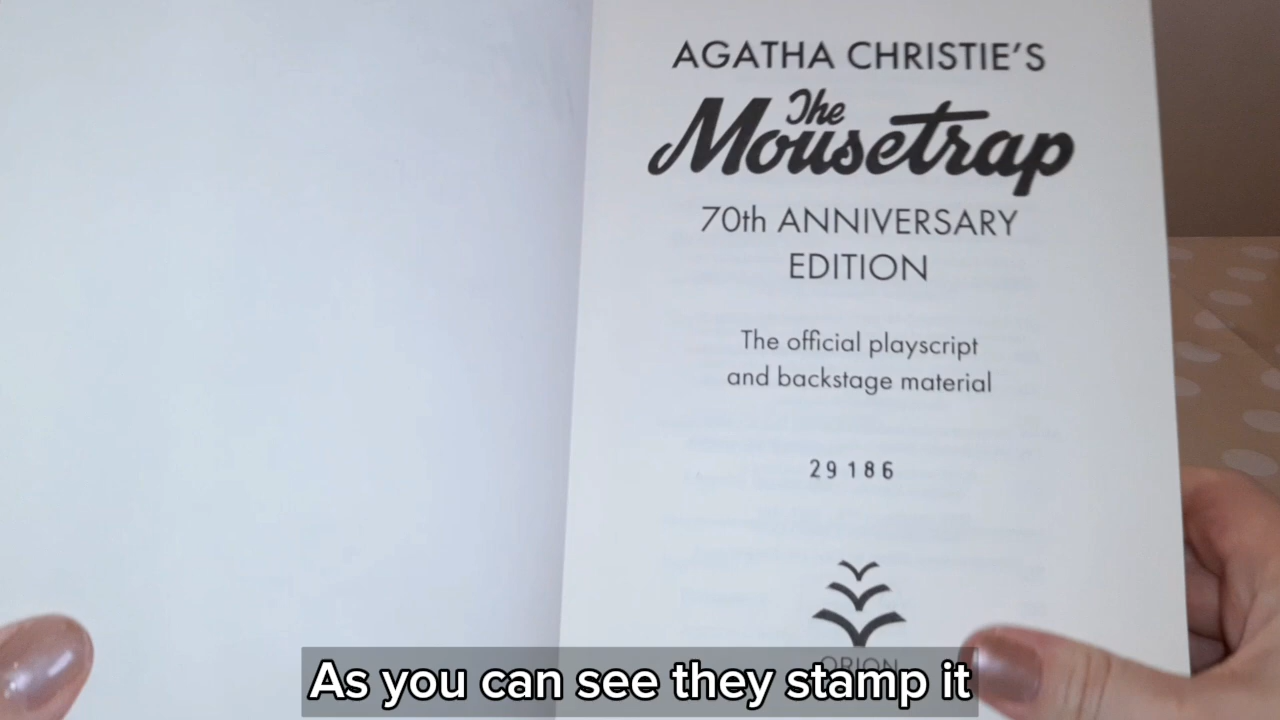 AGATHA CHRISTIE'S
The
Mousetrap
70th ANNIVERSARY
EDITION
The official playscript
and backstage material
29186
ORION
As you can see they stamp it